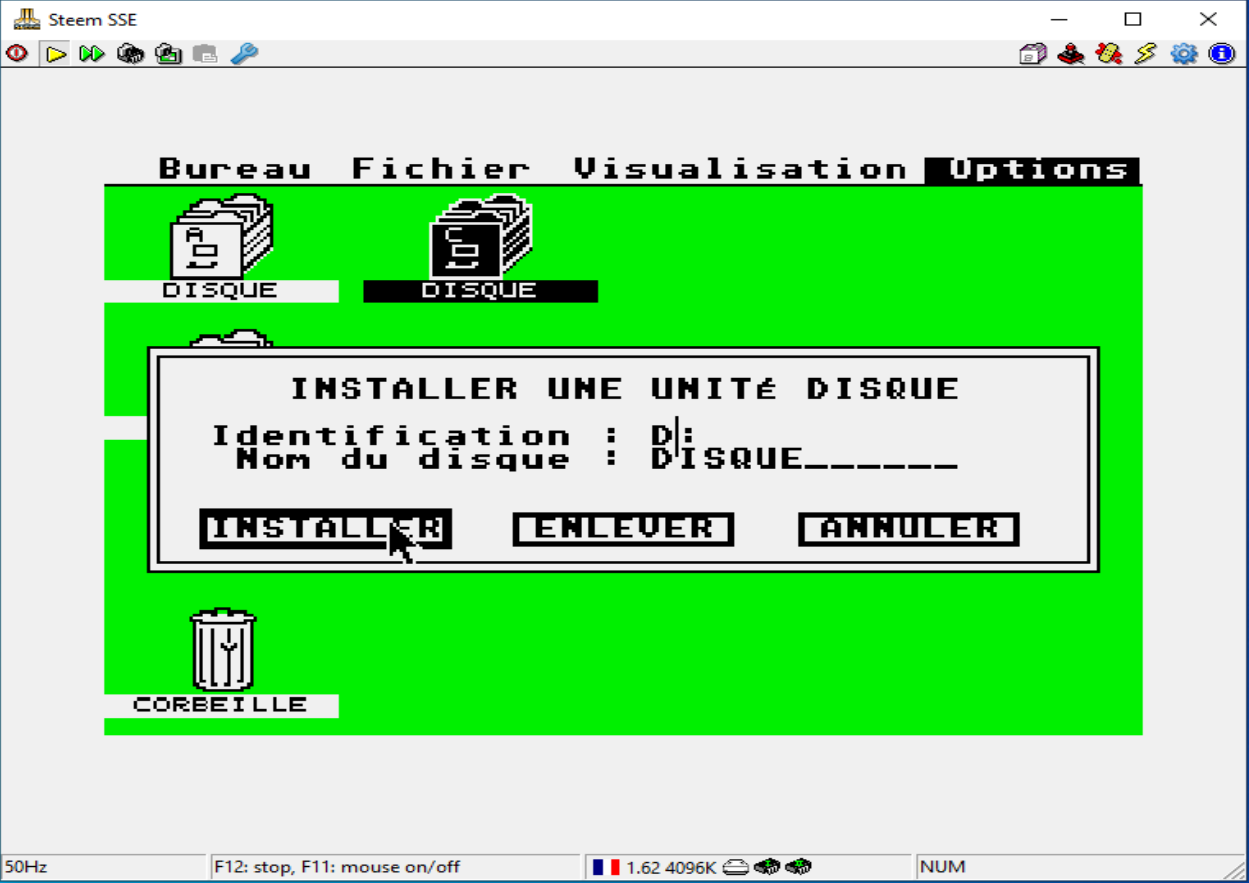 Steem SSE
Bureau Fichier Visualisation Options
A C
DISQUE DISQUE
INSTALLER UNE UNITé DISQUE
Identification : D:
Nom du disque : DISQUE______
INSTALLER ENLEVER ANNULER
CORBEILLE
50Hz F12: stop, F11: mouse on/off 1.62 4096K NUM